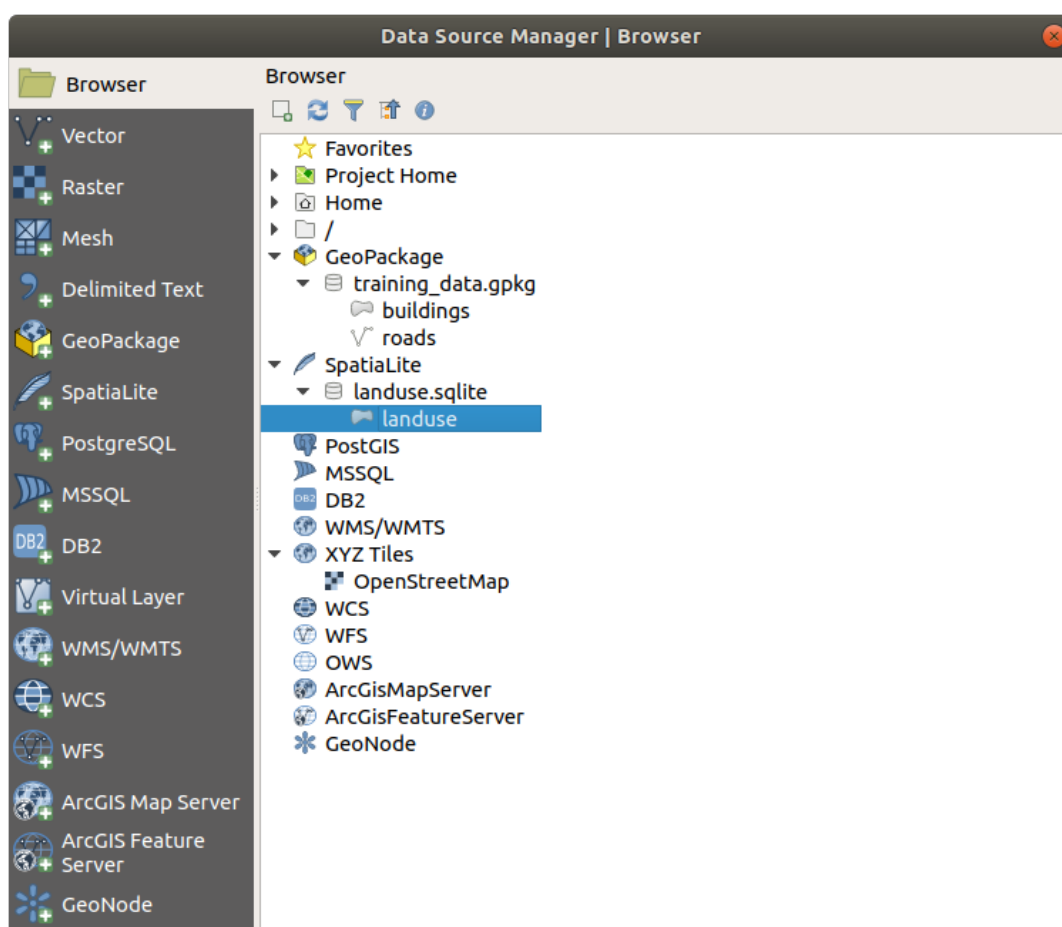 Data Source Manager | Browser
Browser
Vector
Raster
Mesh
Delimited Text
GeoPackage
SpatiaLite
PostgreSQL
MSSQL
DB2
DB2
Virtual Layer
WMS/WMTS
WCS
WFS
ArcGIS Map Server
ArcGIS Feature
Server
GeoNode
Browser
Favorites
Project Home
Home
/
GeoPackage
training_data.gpkg
buildings
roads
SpatiaLite
landuse.sqlite
landuse
PostGIS
MSSQL
DB2 DB2
WMS/WMTS
XYZ Tiles
OpenStreetMap
WCS
WFS
OWS
ArcGisMapServer
ArcGisFeatureServer
GeoNode